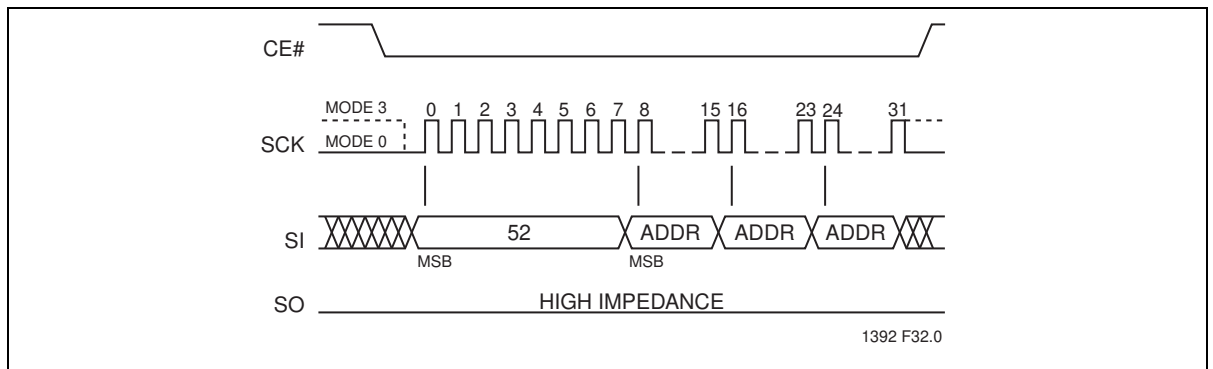 CE#
MODE 3
0 1 2 3 4 5 6 7 8 15 16 23 24 31
SCK
MODE 0
SI
52 ADDR ADDR ADDR
MSB MSB
SO
HIGH IMPEDANCE
1392 F32.0